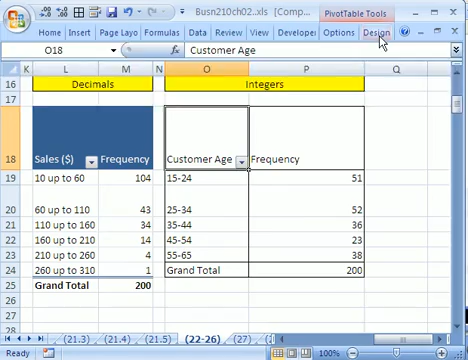 Busn210ch02...xls [Comp... PivotTable Tools
Home Insert Page Layo Formulas Data Review View Developer Options Design
O18 fx Customer Age
K L M N O P Q
16 Decimals Integers
17
18 Sales ($) Frequency Customer Age Frequency
19 10 up to 60 104 15-24 51
20 60 up to 110 43 25-34 52
21 110 up to 160 34 35-44 36
22 160 up to 210 14 45-54 23
23 210 up to 260 4 55-65 38
24 260 up to 310 1 Grand Total 200
25 Grand Total 200
26
27
28
(21.3) (21.4) (21.5) (22-26) (27) (2
Ready 100%